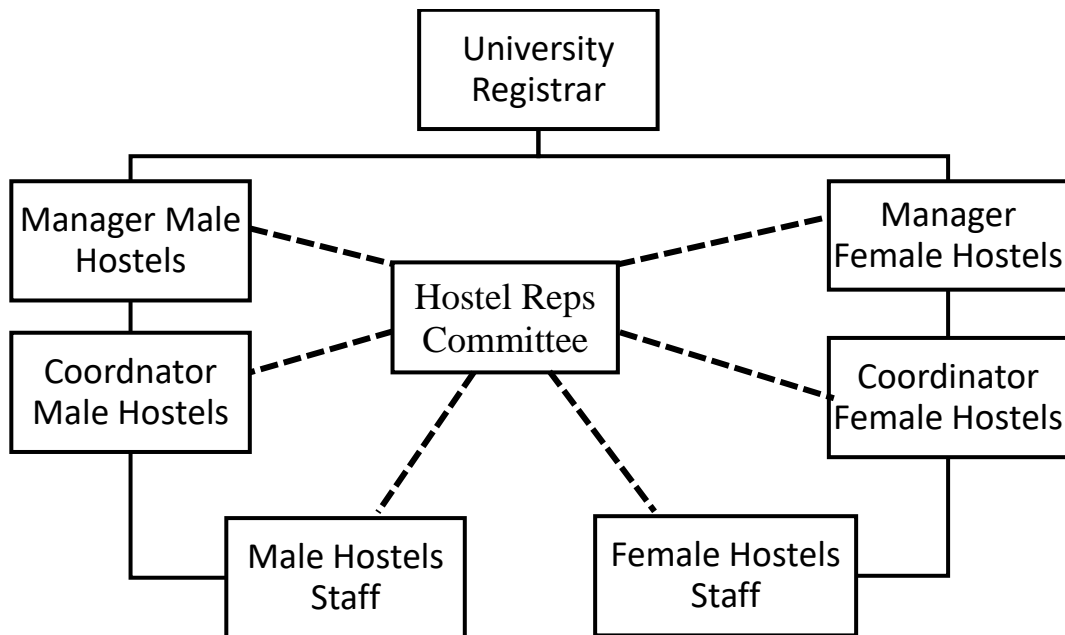 University
Registrar
Manager Male
Hostels
Manager
Female Hostels
Hostel Reps
Committee
Coordnator
Male Hostels
Coordinator
Female Hostels
Male Hostels
Staff
Female Hostels
Staff